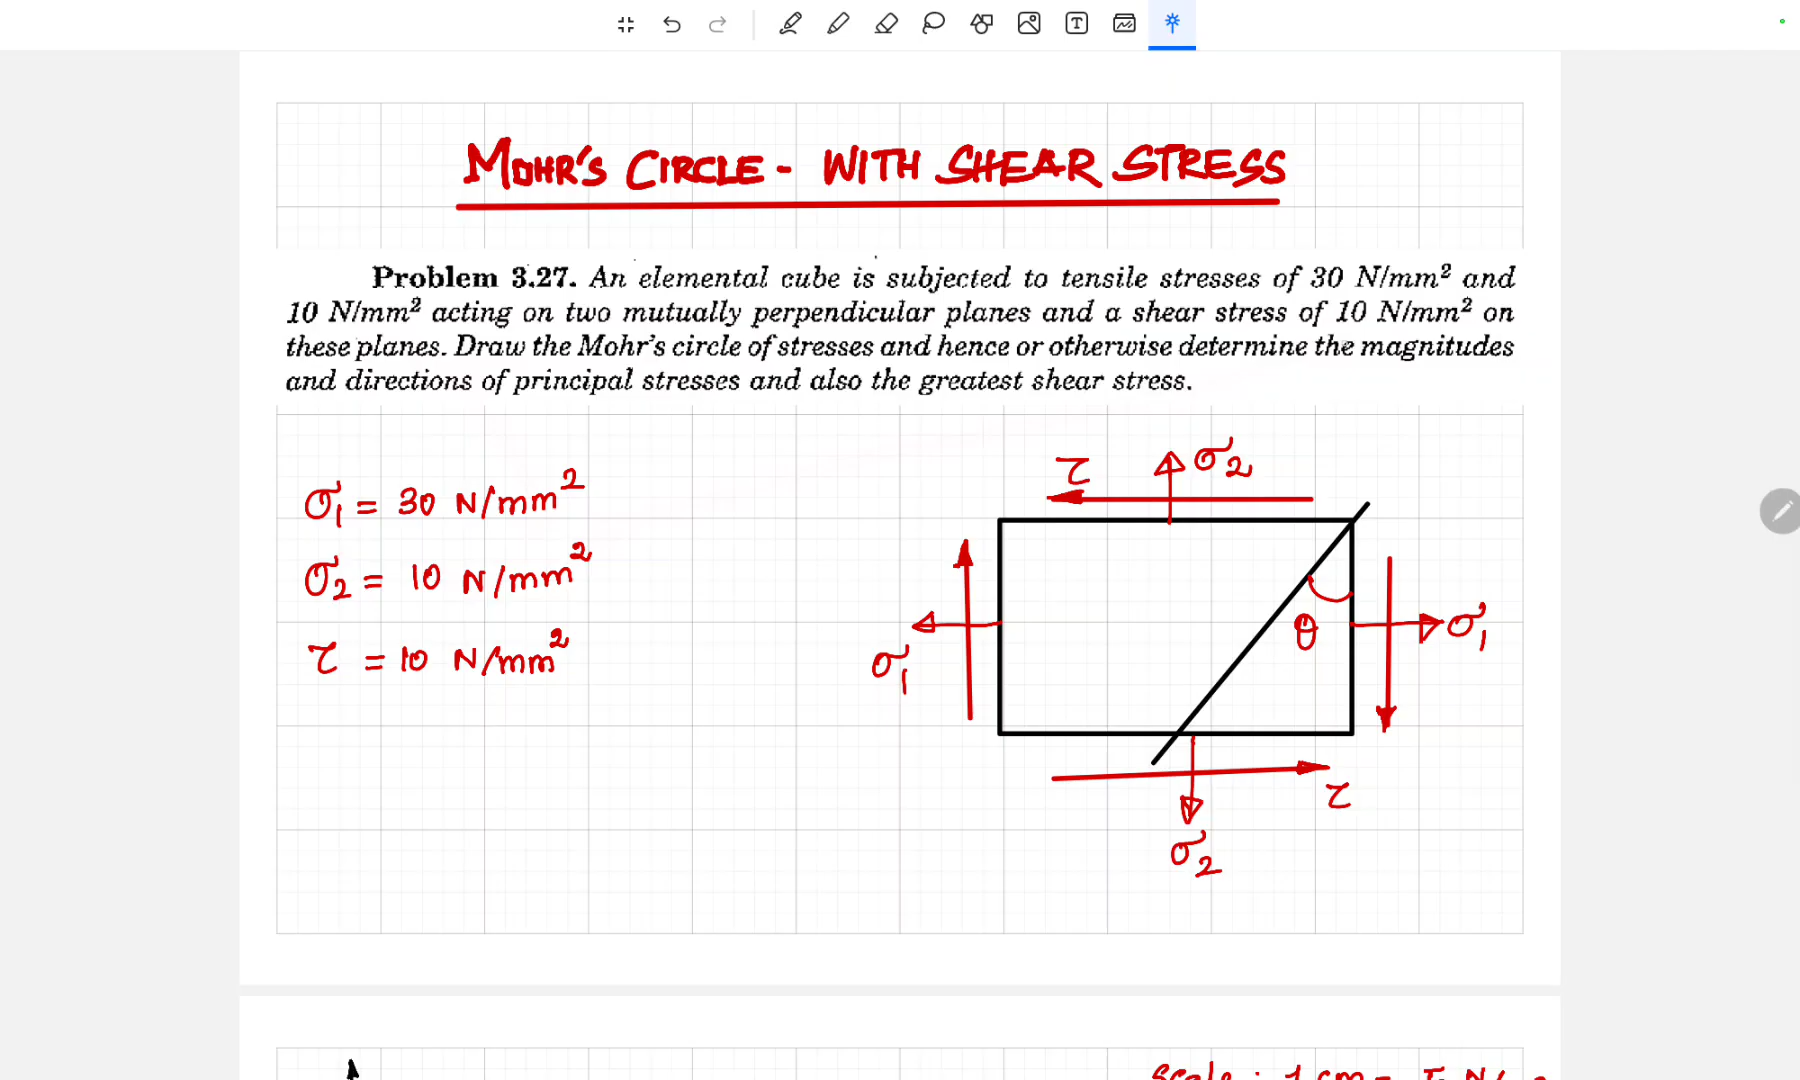 MOHR'S CIRCLE - WITH SHEAR STRESS
Problem 3.27. An elemental cube is subjected to tensile stresses of 30 N/mm² and
10 N/mm² acting on two mutually perpendicular planes and a shear stress of 10 N/mm² on
these planes. Draw the Mohr's circle of stresses and hence or otherwise determine the magnitudes
and directions of principal stresses and also the greatest shear stress.
σ₁ = 30 N/mm²
σ₂ = 10 N/mm²
τ = 10 N/mm²
τ
σ₂
θ
σ₁
σ₁
τ
σ₂
Scale : 1 cm =